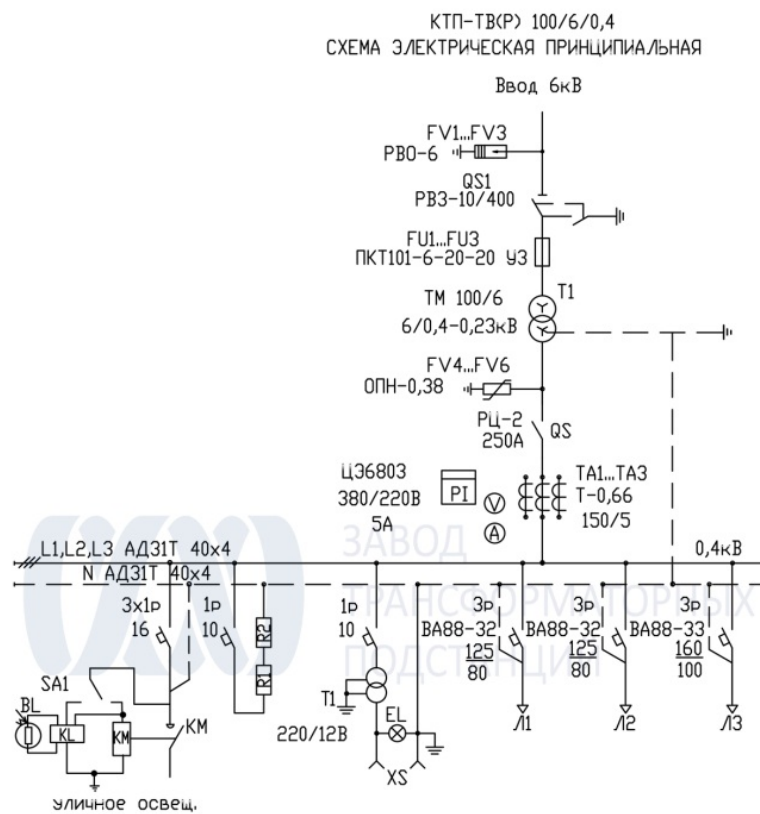 КТП-ТВ(Р) 100/6/0,4
СХЕМА ЭЛЕКТРИЧЕСКАЯ ПРИНЦИПИАЛЬНАЯ
Ввод 6кВ
FV1...FV3
РВО-6
QS1
РВЗ-10/400
FU1...FU3
ПКТ101-6-20-20 УЗ
ТМ 100/6
T1
6/0,4-0,23кВ
FV4...FV6
ОПН-0,38
РЦ-2
250А
QS
ЦЭ6803
380/220В
5А
PI
V
A
TA1...TA3
Т-0,66
150/5
ЗАВОД
ТРАНСФОРМАТОРНЫХ
ПОДСТАНЦИЙ
L1,L2,L3 АД31Т 40х4
0,4кВ
N АД31Т 40х4
3х1р
16
1р
10
1р
10
3р
ВА88-32
125
80
3р
ВА88-32
125
80
3р
ВА88-33
160
100
R2
R1
SA1
BL
KL
KM
KM
T1
220/12В
EL
XS
Л1
Л2
Л3
Уличное освещ.